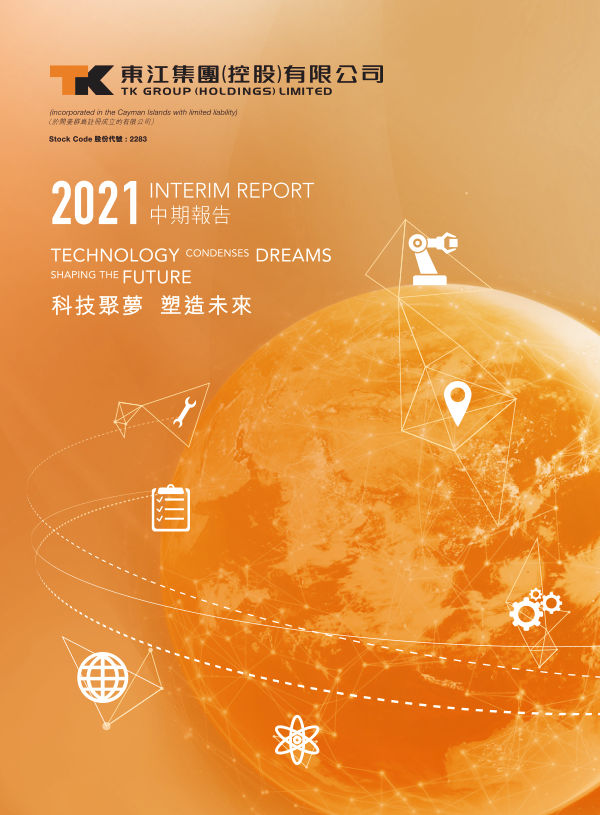 TK 東江集團(控股)有限公司
TK GROUP (HOLDINGS) LIMITED
(incorporated in the Cayman Islands with limited liability)
(於開曼群島註冊成立的有限公司)
Stock Code 股份代號:2283
2021 INTERIM REPORT
中期報告
TECHNOLOGY CONDENSES DREAMS
SHAPING THE FUTURE
科技聚夢 塑造未來